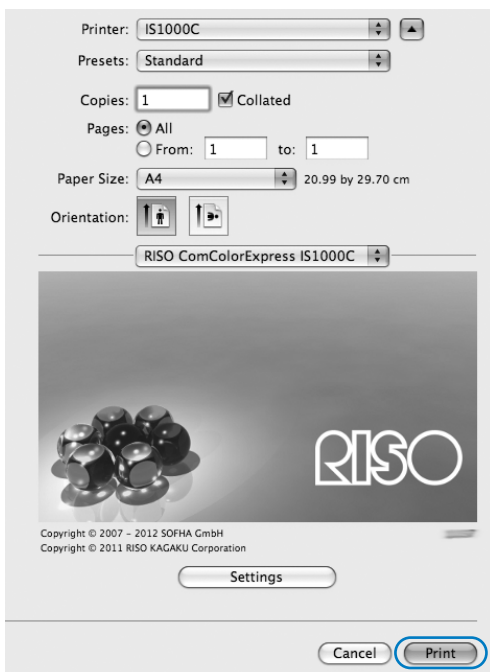 Printer: IS1000C
Presets: Standard
Copies: 1 Collated
Pages: All
From: 1 to: 1
Paper Size: A4 20.99 by 29.70 cm
Orientation:
RISO ComColorExpress IS1000C
RISO
Copyright © 2007 – 2012 SOFHA GmbH
Copyright © 2011 RISO KAGAKU Corporation
Settings
Cancel Print